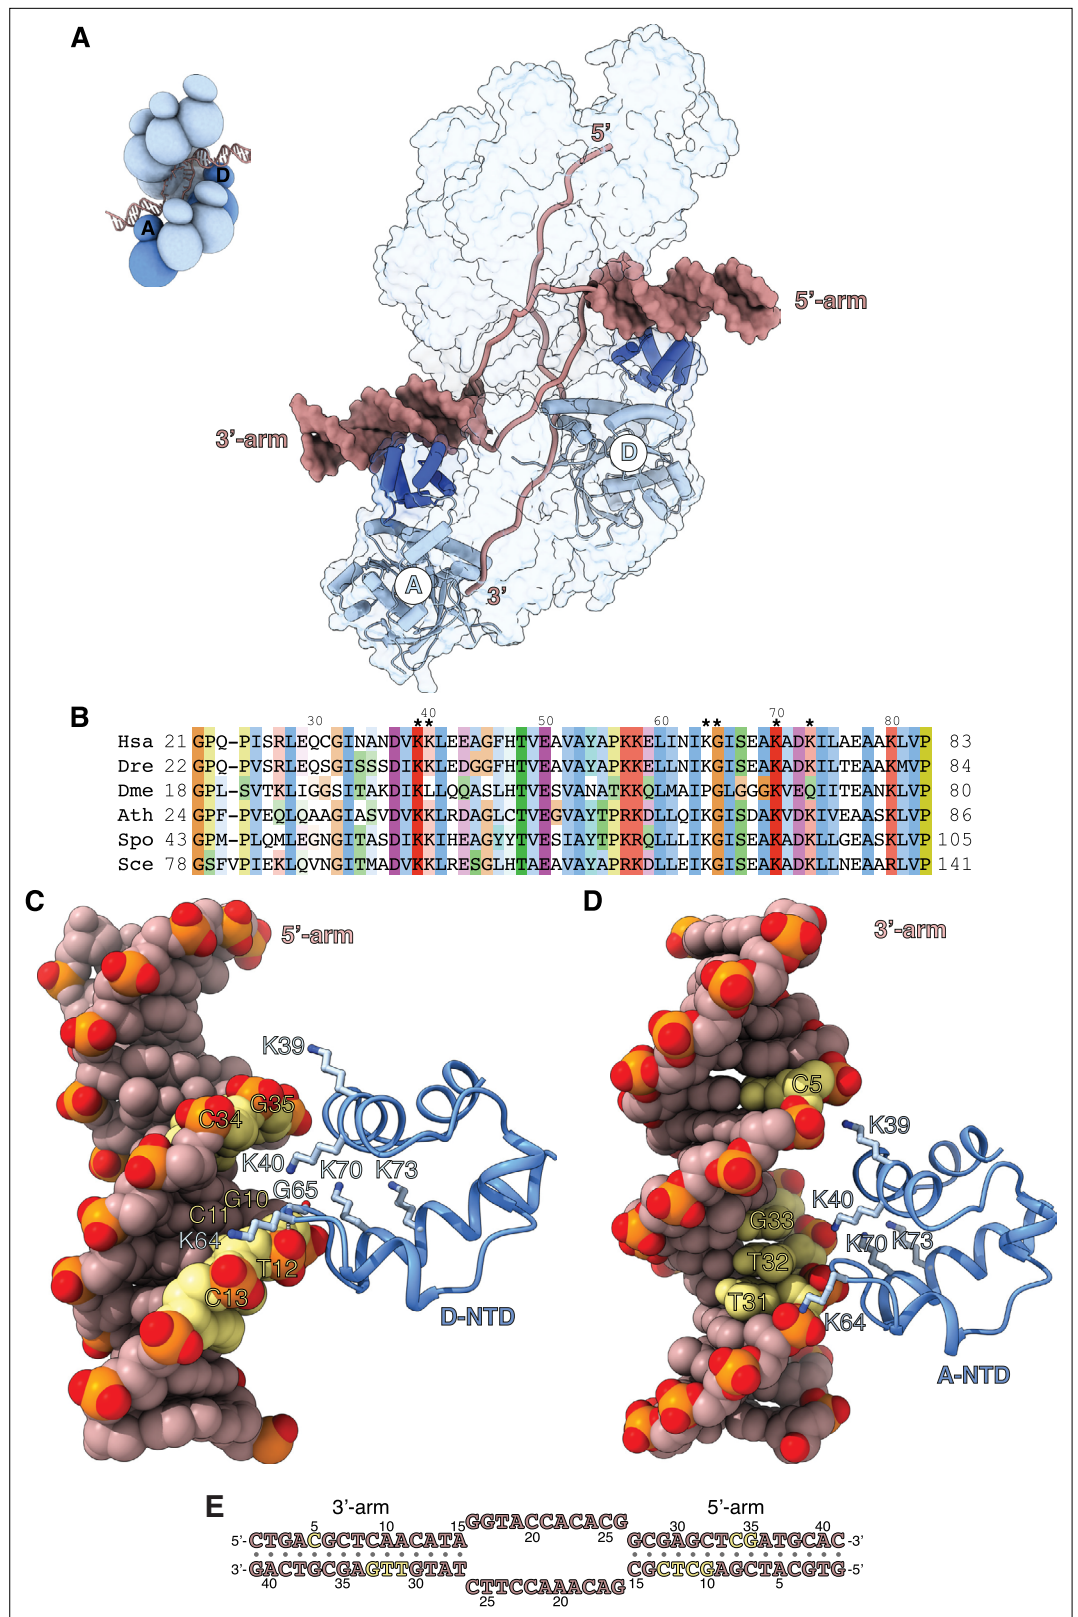 A
D
A
5’
5’-arm
3’-arm
D
A
3’
B
** ** * *
30 40 50 60 70 80
Hsa 21 GPQ-PISRLEQCGINANDVKKLEEAGFHTVEAVAYAPKKELINIKGISEAKADKILAEAAKLVP 83
Dre 22 GPQ-PVSRLEQSGISSSDIKKLEDGGFHTVEAVAYAPKKELLNIKGISEAKADKILTEAAKMVP 84
Dme 18 GPL-SVTKLIGGSITAKDIKLLQQASLHTVESVANATKKQLMAIPGLGGGKVEQIITEANKLVP 80
Ath 24 GPF-PVEQLQAAGIASVDVKKLRDAGLCTVEGVAYTPRKDLLQIKGISDAKVDKIVEAASKLVP 86
Spo 43 GPM-PLQMLEGNGITASDIKKIHEAGYYTVESIAYTPKRQLLLIKGISEAKADKLLGEASKLVP 105
Sce 78 GSFVPIEKLQVNGITMADVKKLRESGLHTAEAVAYAPRKDLLEIKGISEAKADKLLNEAARLVP 141
C
5’-arm
K39
G35
C34
K40
K70
K73
G65
G10
C11
K64
T12
C13
D-NTD
D
3’-arm
C5
K39
K40
G33
K70
K73
T32
T31
K64
A-NTD
E
3’-arm 5’-arm
GGTACCACACG
5 10 15 20 25 30 35 40
5’-CTGACGCTCAACATA GCGAGCTCGATGCAC-3’
3’-GACTGCGAGTTGTAT CGCTCGAGCTACGTG-5’
40 35 30 15 10 5
CTTCCAAACAG
25 20